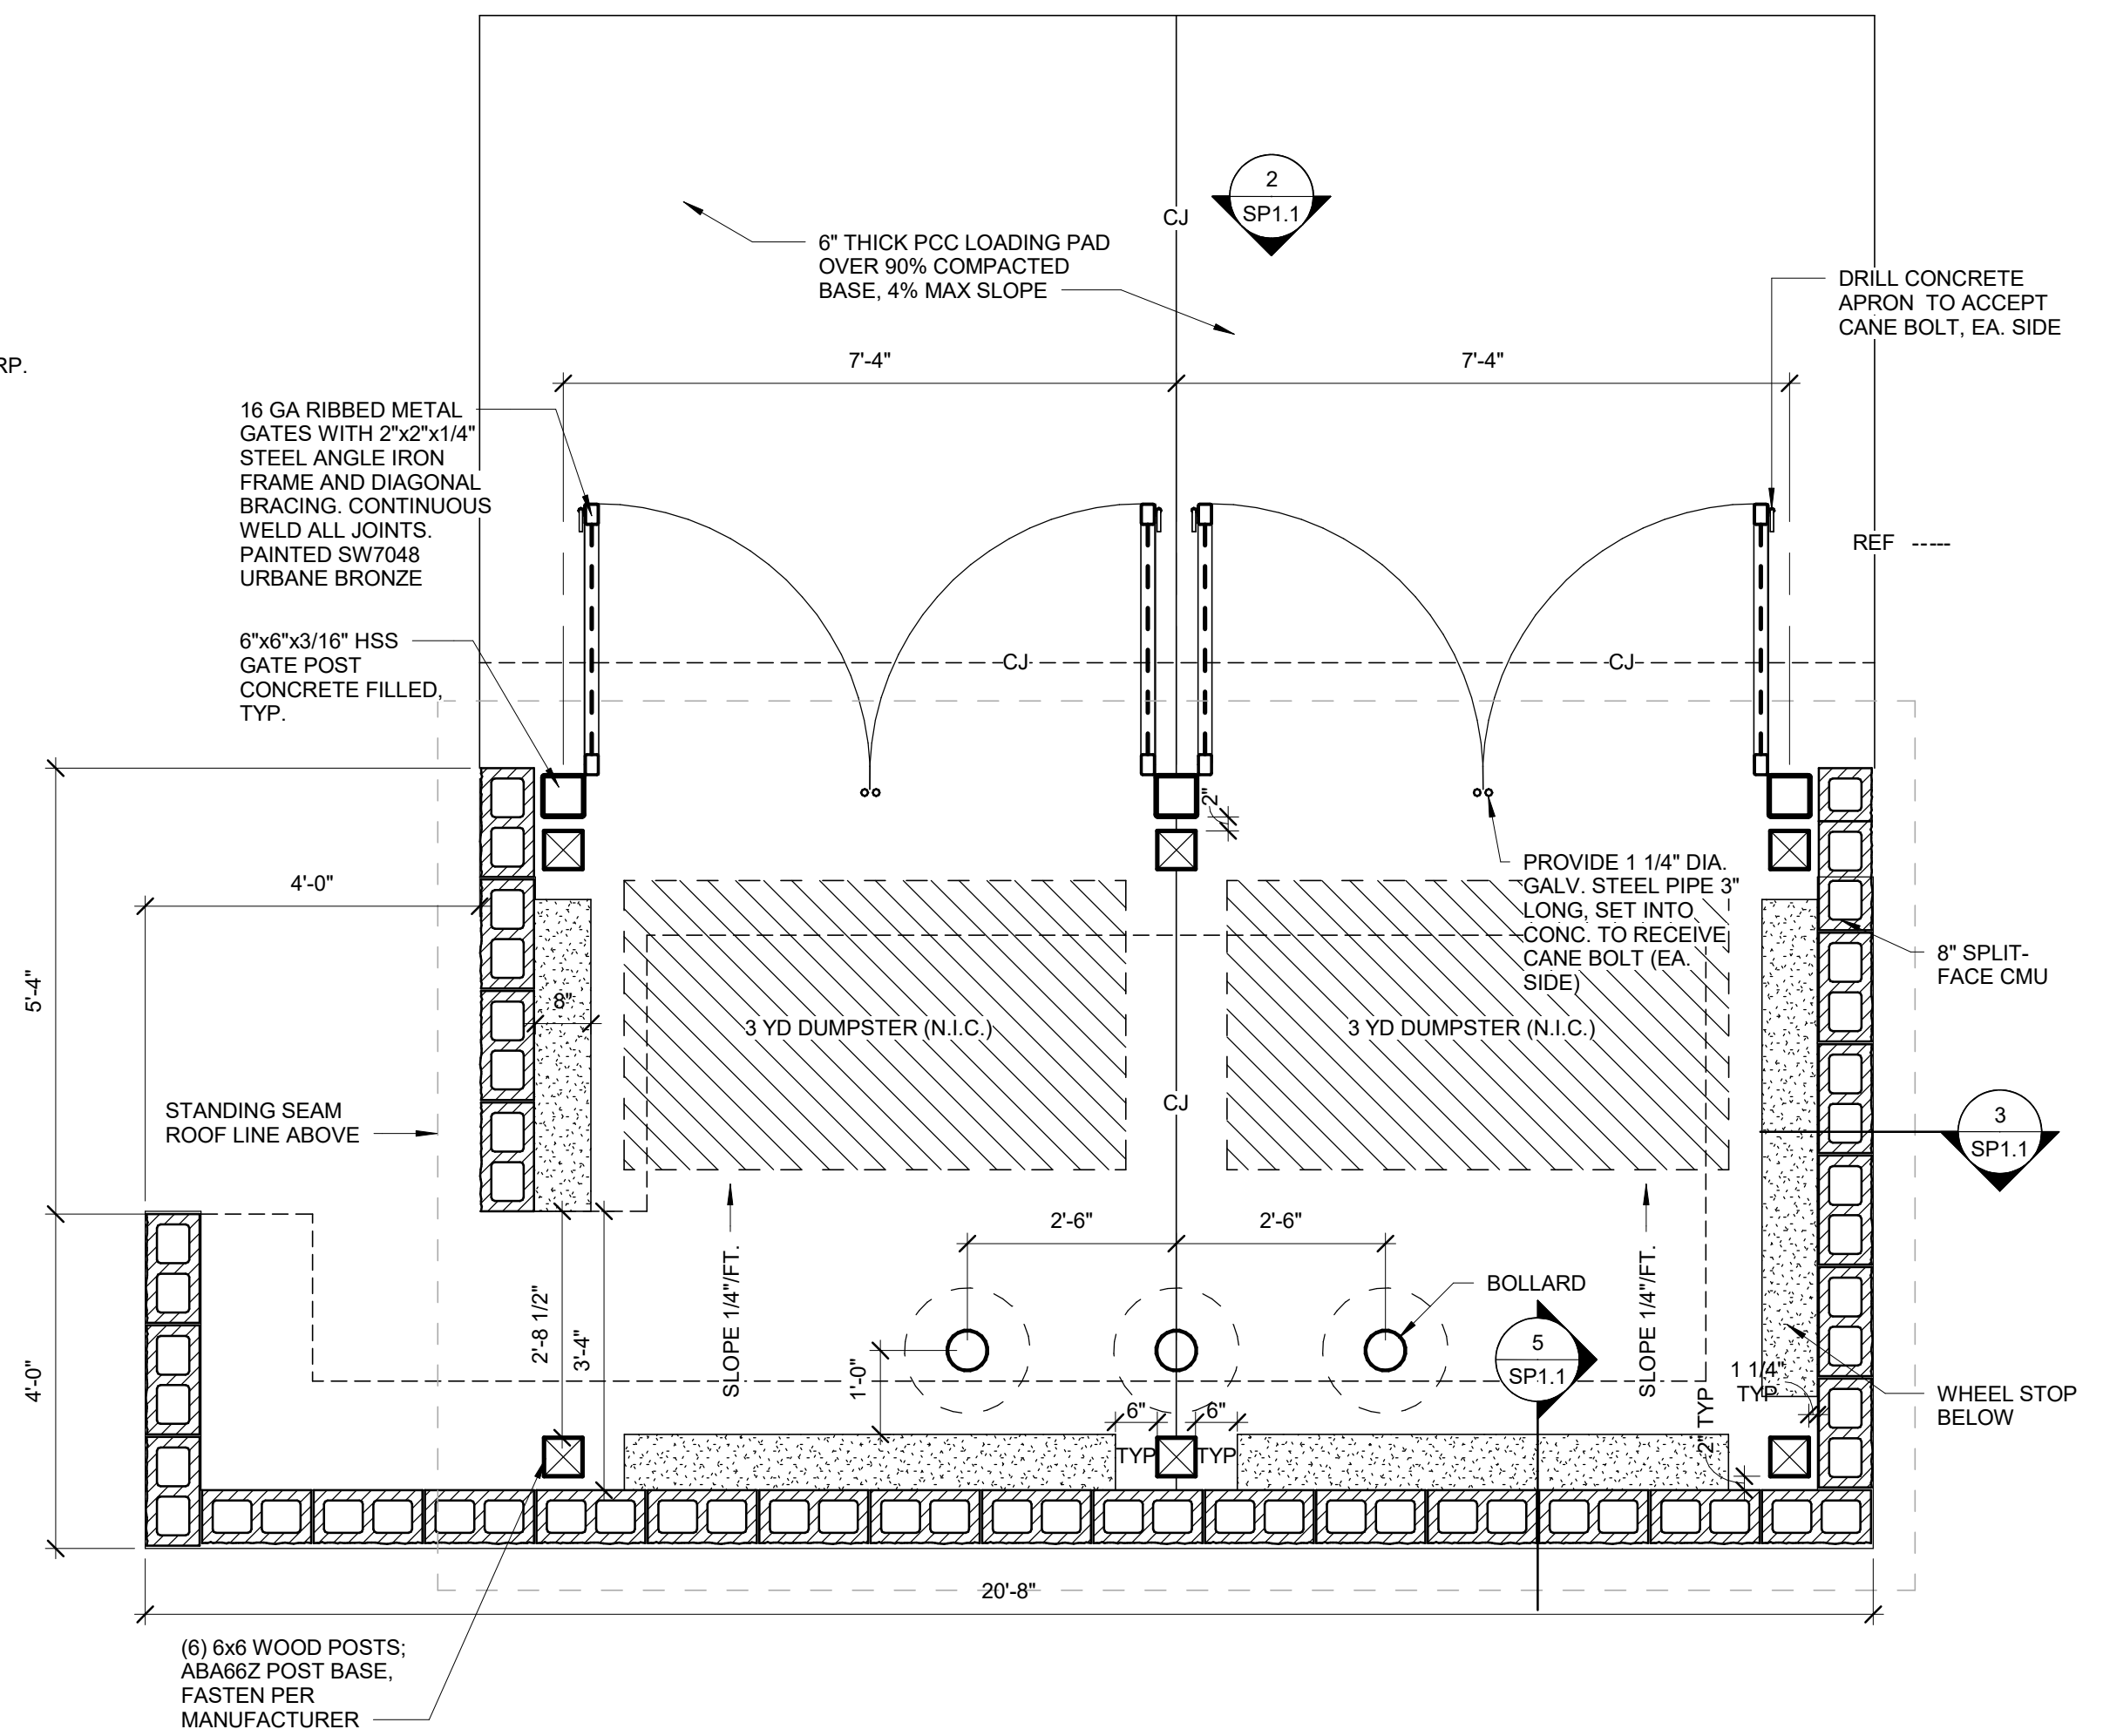 2
SP1.1
CJ
6" THICK PCC LOADING PAD
OVER 90% COMPACTED
BASE, 4% MAX SLOPE
DRILL CONCRETE
APRON TO ACCEPT
CANE BOLT, EA. SIDE
RP.
7'-4"
7'-4"
16 GA RIBBED METAL
GATES WITH 2"x2"x1/4"
STEEL ANGLE IRON
FRAME AND DIAGONAL
BRACING. CONTINUOUS
WELD ALL JOINTS.
PAINTED SW7048
URBANE BRONZE
REF -----
6"x6"x3/16" HSS
GATE POST
CONCRETE FILLED,
TYP.
CJ
CJ
2"
PROVIDE 1 1/4" DIA.
GALV. STEEL PIPE 3"
LONG, SET INTO
CONC. TO RECEIVE
CANE BOLT (EA.
SIDE)
4'-0"
5'-4"
8"
8" SPLIT-
FACE CMU
3 YD DUMPSTER (N.I.C.)
3 YD DUMPSTER (N.I.C.)
CJ
STANDING SEAM
ROOF LINE ABOVE
3
SP1.1
2'-6"
2'-6"
BOLLARD
2'-8 1/2"
3'-4"
SLOPE 1/4"/FT.
SLOPE 1/4"/FT.
1'-0"
5
SP1.1
4'-0"
1 1/4"
TYP
WHEEL STOP
BELOW
6"
TYP
6"
TYP
2" TYP
20'-8"
(6) 6x6 WOOD POSTS;
ABA66Z POST BASE,
FASTEN PER
MANUFACTURER